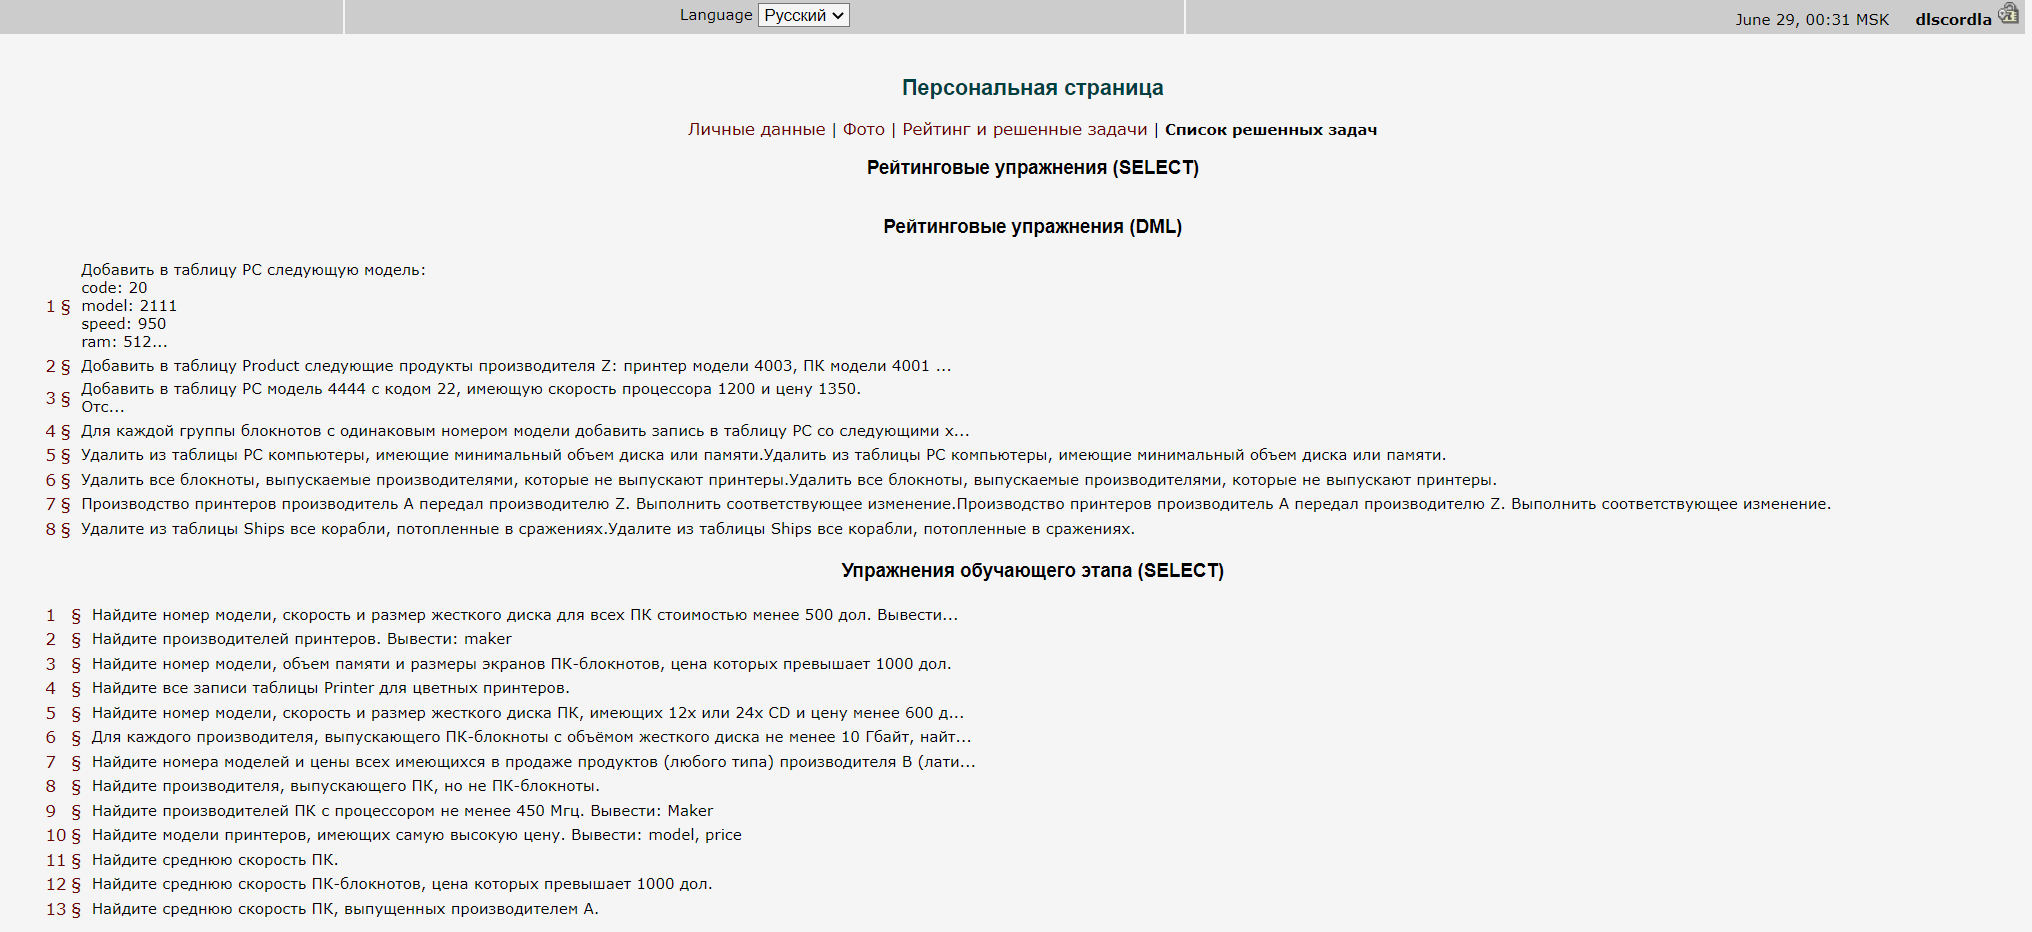 Language Русский
June 29, 00:31 MSK dlscordla
Персональная страница
Личные данные | Фото | Рейтинг и решенные задачи | Список решенных задач
Рейтинговые упражнения (SELECT)
Рейтинговые упражнения (DML)
1 § Добавить в таблицу PC следующую модель:
code: 20
model: 2111
speed: 950
ram: 512...
2 § Добавить в таблицу Product следующие продукты производителя Z: принтер модели 4003, ПК модели 4001 ...
3 § Добавить в таблицу PC модель 4444 с кодом 22, имеющую скорость процессора 1200 и цену 1350.
Отс...
4 § Для каждой группы блокнотов с одинаковым номером модели добавить запись в таблицу PC со следующими х...
5 § Удалить из таблицы PC компьютеры, имеющие минимальный объем диска или памяти.Удалить из таблицы PC компьютеры, имеющие минимальный объем диска или памяти.
6 § Удалить все блокноты, выпускаемые производителями, которые не выпускают принтеры.Удалить все блокноты, выпускаемые производителями, которые не выпускают принтеры.
7 § Производство принтеров производитель A передал производителю Z. Выполнить соответствующее изменение.Производство принтеров производитель A передал производителю Z. Выполнить соответствующее изменение.
8 § Удалите из таблицы Ships все корабли, потопленные в сражениях.Удалите из таблицы Ships все корабли, потопленные в сражениях.
Упражнения обучающего этапа (SELECT)
1 § Найдите номер модели, скорость и размер жесткого диска для всех ПК стоимостью менее 500 дол. Вывести...
2 § Найдите производителей принтеров. Вывести: maker
3 § Найдите номер модели, объем памяти и размеры экранов ПК-блокнотов, цена которых превышает 1000 дол.
4 § Найдите все записи таблицы Printer для цветных принтеров.
5 § Найдите номер модели, скорость и размер жесткого диска ПК, имеющих 12x или 24x CD и цену менее 600 д...
6 § Для каждого производителя, выпускающего ПК-блокноты c объёмом жесткого диска не менее 10 Гбайт, найт...
7 § Найдите номера моделей и цены всех имеющихся в продаже продуктов (любого типа) производителя B (лати...
8 § Найдите производителя, выпускающего ПК, но не ПК-блокноты.
9 § Найдите производителей ПК с процессором не менее 450 Мгц. Вывести: Maker
10 § Найдите модели принтеров, имеющих самую высокую цену. Вывести: model, price
11 § Найдите среднюю скорость ПК.
12 § Найдите среднюю скорость ПК-блокнотов, цена которых превышает 1000 дол.
13 § Найдите среднюю скорость ПК, выпущенных производителем A.